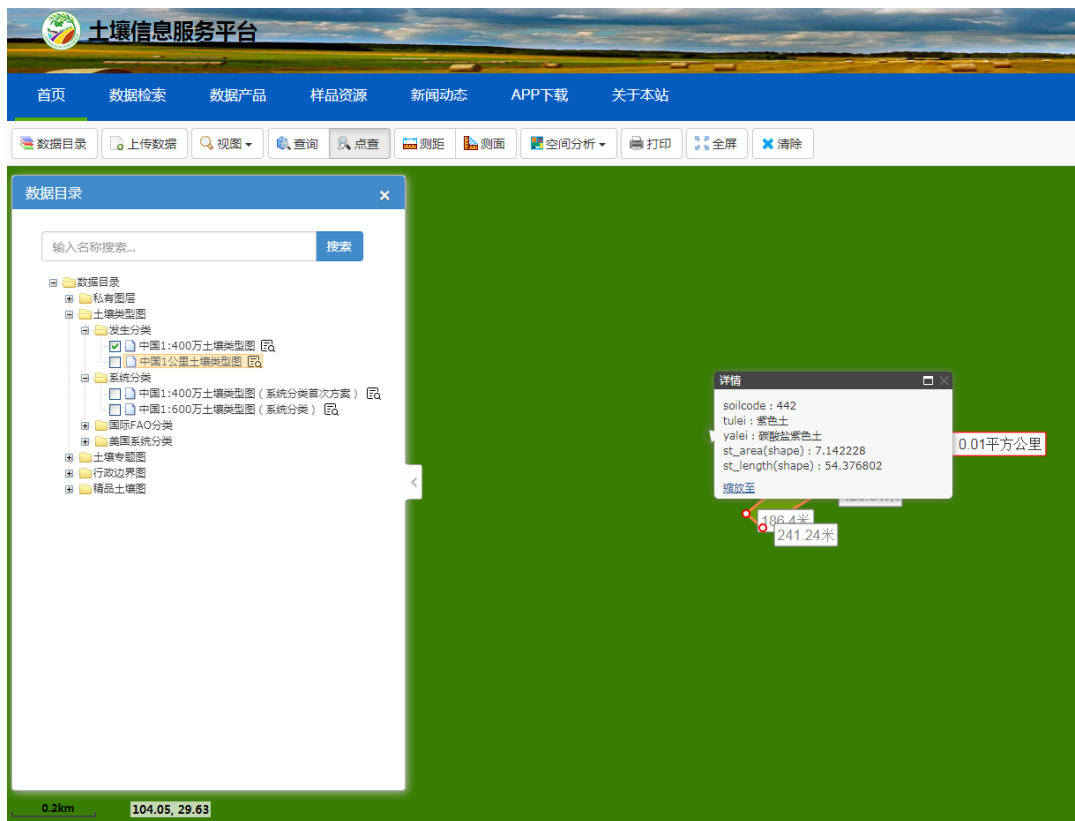 土壤信息服务平台
首页 数据检索 数据产品 样品资源 新闻动态 APP下载 关于本站
数据目录 上传数据 视图 查询 点查 测距 测面 空间分析 打印 全屏 清除
数据目录
输入名称搜索... 搜索
数据目录
私有图层
土壤类型图
发生分类
中国1:400万土壤类型图
中国1公里土壤类型图
系统分类
中国1:400万土壤类型图（系统分类首次方案）
中国1:600万土壤类型图（系统分类）
国际FAO分类
美国系统分类
土壤专题图
行政边界图
精品土壤图
详情
soilcode : 442
tulei : 紫色土
yalei : 碳酸盐紫色土
st_area(shape) : 7.142228
st_length(shape) : 54.376802
缩放至
0.01平方公里
186.4米
241.24米
0.2km
104.05, 29.63